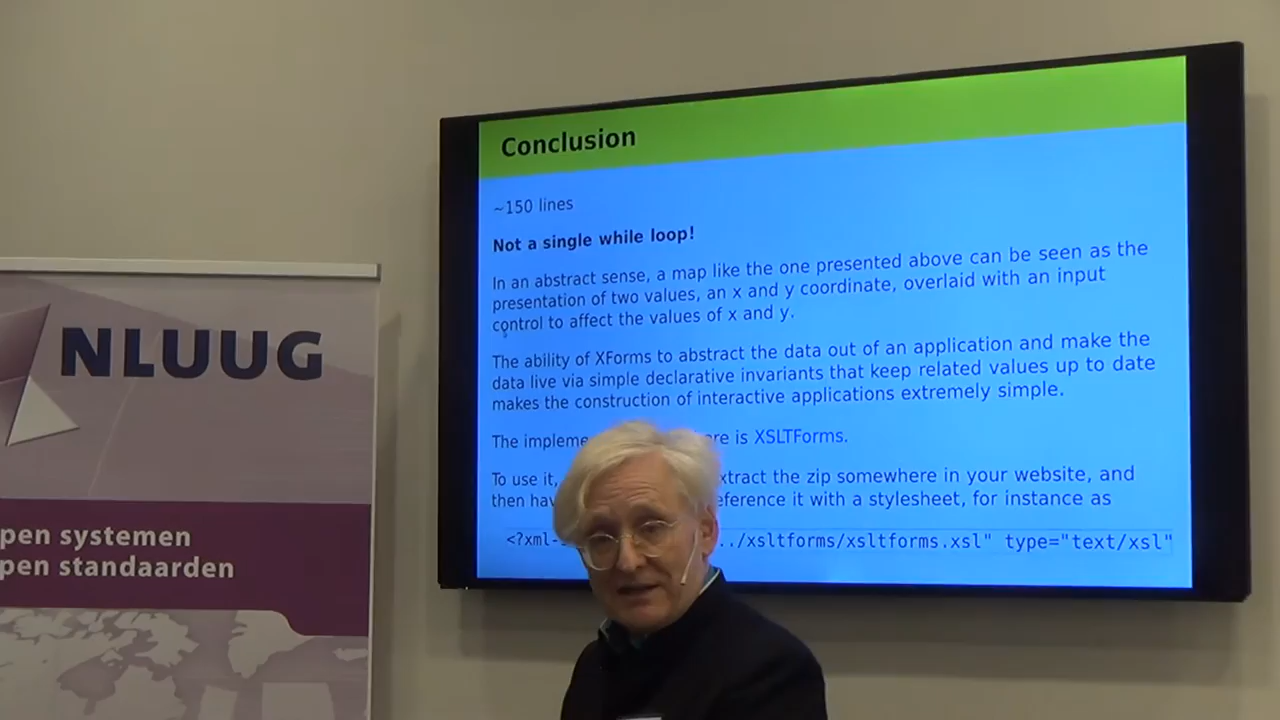 NLUUG
pen systemen
pen standaarden
Conclusion
~150 lines
Not a single while loop!
In an abstract sense, a map like the one presented above can be seen as the
presentation of two values, an x and y coordinate, overlaid with an input
control to affect the values of x and y.
The ability of XForms to abstract the data out of an application and make the
data live via simple declarative invariants that keep related values up to date
makes the construction of interactive applications extremely simple.
The is XSLTForms.
To use it, the zip somewhere in your website, and
then it with a stylesheet, for instance as
<?xml- ../xsltforms/xsltforms.xsl" type="text/xsl"